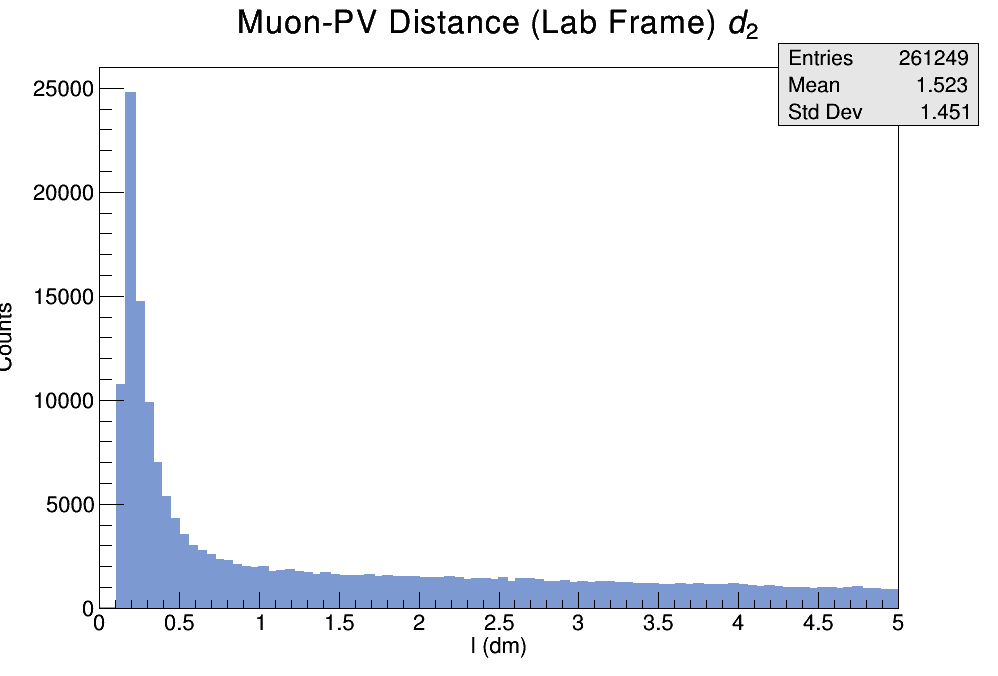 Muon-PV Distance (Lab Frame) d₂
Entries 261249
Mean 1.523
Std Dev 1.451
25000
20000
15000
10000
5000
0
Counts
0 0.5 1 1.5 2 2.5 3 3.5 4 4.5 5
l (dm)